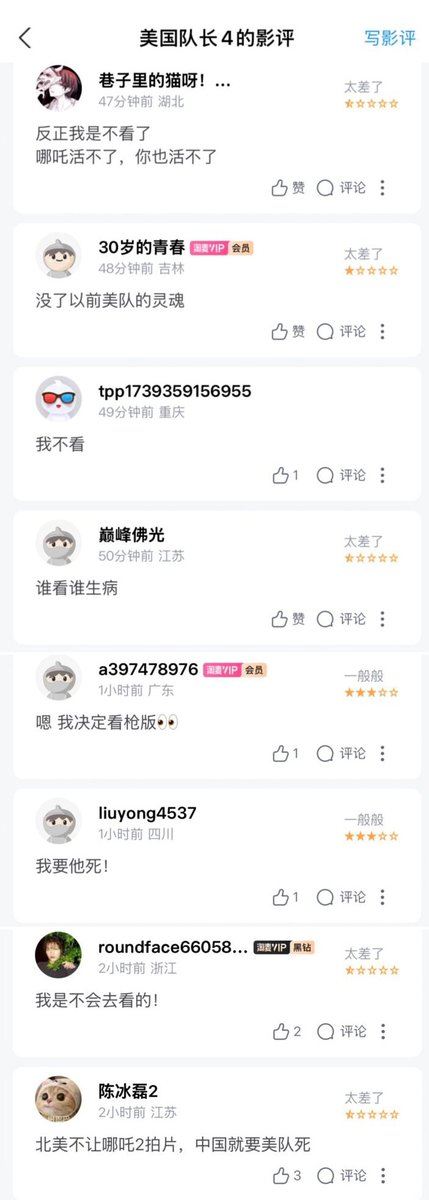 美国队长4的影评
写影评
巷子里的猫呀！...
太差了
47分钟前 湖北
反正我是不看了
哪吒活不了，你也活不了
赞 评论
30岁的青春 淘麦VIP 会员
太差了
48分钟前 吉林
没了以前美队的灵魂
赞 评论
tpp1739359156955
49分钟前 重庆
我不看
1 评论
巅峰佛光
太差了
50分钟前 江苏
谁看谁生病
赞 评论
a397478976 淘麦VIP 会员
一般般
1小时前 广东
嗯 我决定看枪版👀
1 评论
liuyong4537
一般般
1小时前 四川
我要他死！
1 评论
roundface66058... 淘麦VIP 黑钻
太差了
2小时前 浙江
我是不会去看的！
2 评论
陈冰磊2
太差了
2小时前 江苏
北美不让哪吒2拍片，中国就要美队死
3 评论